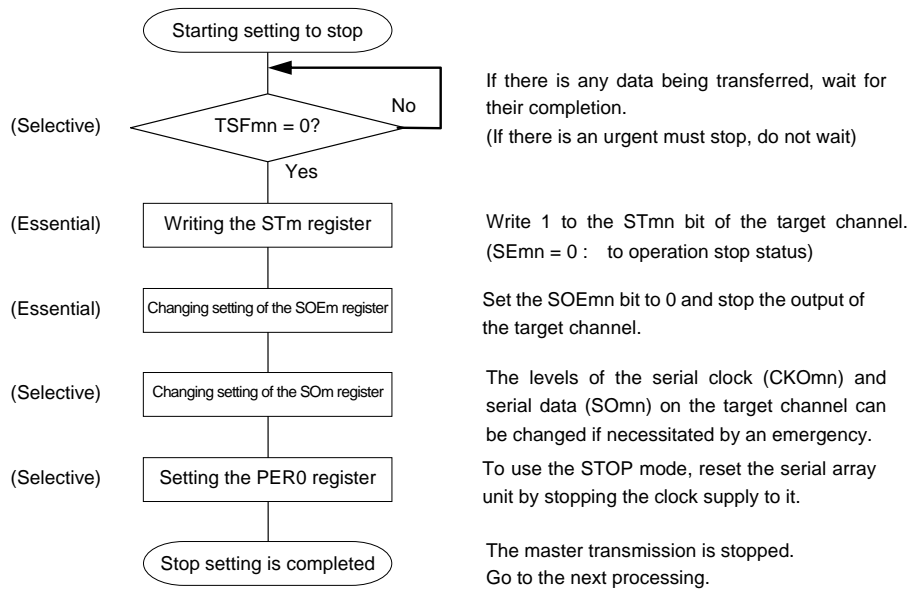 Starting setting to stop
No
If there is any data being transferred, wait for
their completion.
(If there is an urgent must stop, do not wait)
(Selective)
TSFmn = 0?
Yes
(Essential)
Writing the STm register
Write 1 to the STmn bit of the target channel.
(SEmn = 0 : to operation stop status)
(Essential)
Changing setting of the SOEm register
Set the SOEmn bit to 0 and stop the output of
the target channel.
(Selective)
Changing setting of the SOm register
The levels of the serial clock (CKOmn) and
serial data (SOmn) on the target channel can
be changed if necessitated by an emergency.
(Selective)
Setting the PER0 register
To use the STOP mode, reset the serial array
unit by stopping the clock supply to it.
Stop setting is completed
The master transmission is stopped.
Go to the next processing.